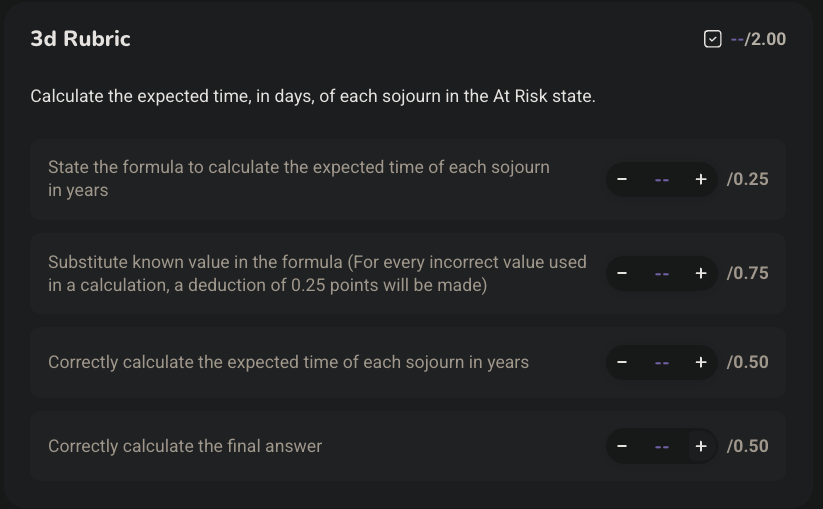 3d Rubric
--/2.00
Calculate the expected time, in days, of each sojourn in the At Risk state.
State the formula to calculate the expected time of each sojourn
in years
− -- + /0.25
Substitute known value in the formula (For every incorrect value used
in a calculation, a deduction of 0.25 points will be made)
− -- + /0.75
Correctly calculate the expected time of each sojourn in years
− -- + /0.50
Correctly calculate the final answer
− -- + /0.50